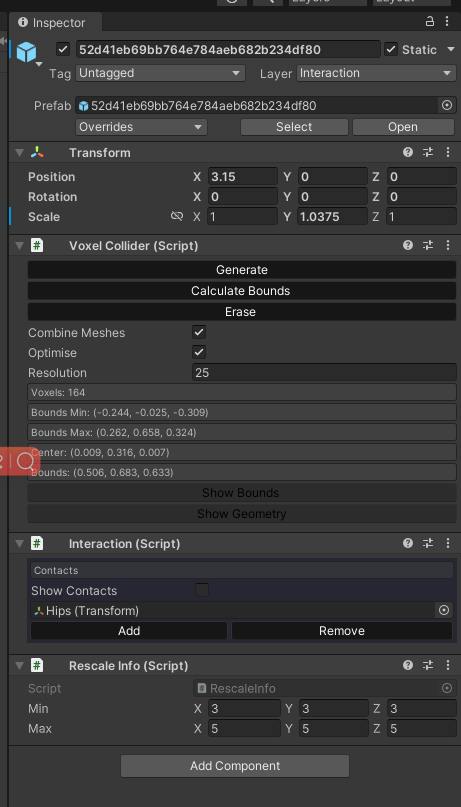 Layers
Layout
Inspector
52d41eb69bb764e784aeb682b234df80 Static
Tag Untagged Layer Interaction
Prefab 52d41eb69bb764e784aeb682b234df80
Overrides Select Open
Transform
Position X 3.15 Y 0 Z 0
Rotation X 0 Y 0 Z 0
Scale X 1 Y 1.0375 Z 1
# Voxel Collider (Script)
Generate
Calculate Bounds
Erase
Combine Meshes
Optimise
Resolution 25
Voxels: 164
Bounds Min: (-0.244, -0.025, -0.309)
Bounds Max: (0.262, 0.658, 0.324)
Center: (0.009, 0.316, 0.007)
Bounds: (0.506, 0.683, 0.633)
Show Bounds
Show Geometry
# Interaction (Script)
Contacts
Show Contacts
Hips (Transform)
Add Remove
# Rescale Info (Script)
Script RescaleInfo
Min X 3 Y 3 Z 3
Max X 5 Y 5 Z 5
Add Component